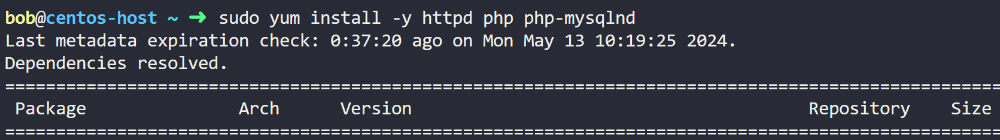 bob@centos-host ~ ➜ sudo yum install -y httpd php php-mysqlnd
Last metadata expiration check: 0:37:20 ago on Mon May 13 10:19:25 2024.
Dependencies resolved.
==================================================================================================
Package Arch Version Repository Size
==================================================================================================